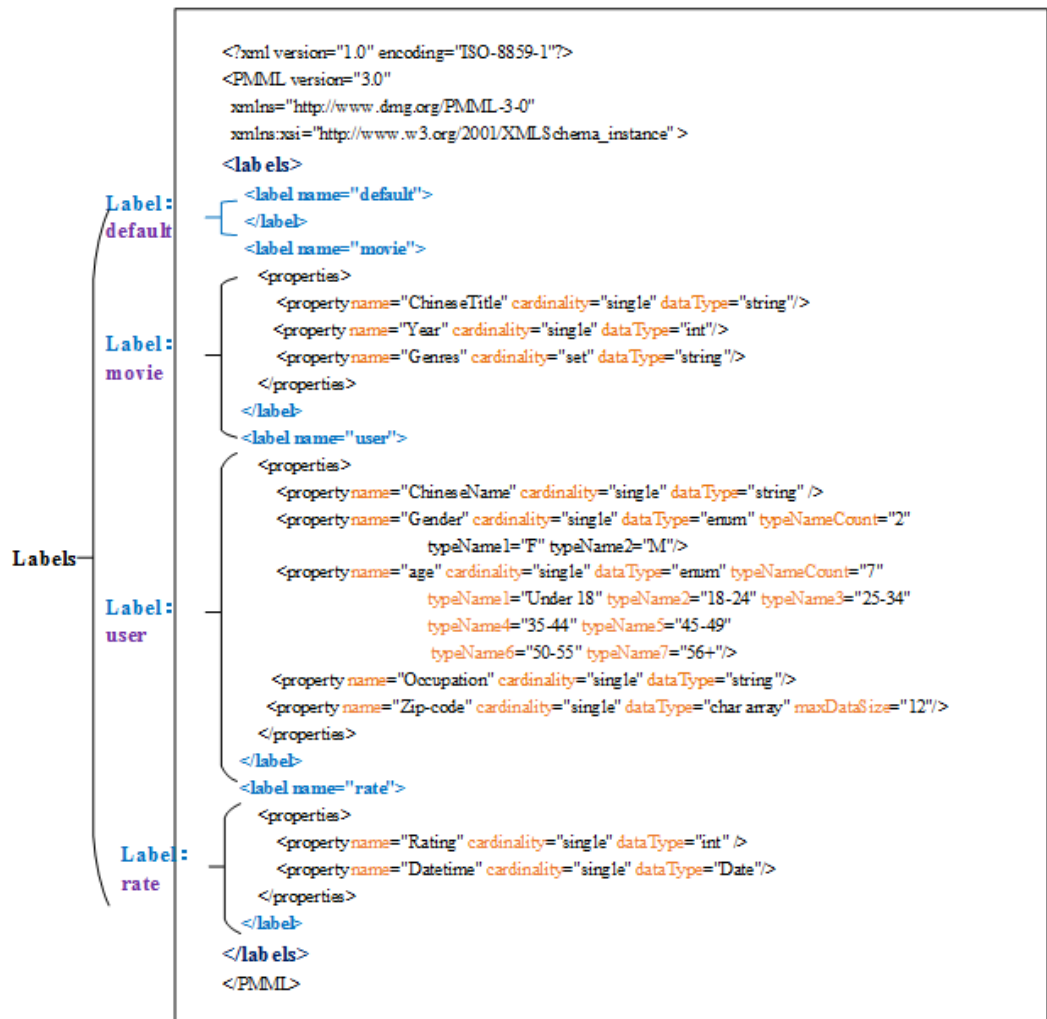 <?xml version="1.0" encoding="ISO-8859-1"?>
<PMML version="3.0"
xmlns="http://www.dmg.org/PMML-3-0"
xmlns:xsi="http://www.w3.org/2001/XMLSchema_instance" >
<labels>
<label name="default">
</label>
<label name="movie">
<properties>
<property name="ChineseTitle" cardinality="single" dataType="string"/>
<property name="Year" cardinality="single" dataType="int"/>
<property name="Genres" cardinality="set" dataType="string"/>
</properties>
</label>
<label name="user">
<properties>
<property name="ChineseName" cardinality="single" dataType="string" />
<property name="Gender" cardinality="single" dataType="enum" typeNameCount="2"
typeName1="F" typeName2="M"/>
<property name="age" cardinality="single" dataType="enum" typeNameCount="7"
typeName1="Under 18" typeName2="18-24" typeName3="25-34"
typeName4="35-44" typeName5="45-49"
typeName6="50-55" typeName7="56+"/>
<property name="Occupation" cardinality="single" dataType="string"/>
<property name="Zip-code" cardinality="single" dataType="char array" maxDataSize="12"/>
</properties>
</label>
<label name="rate">
<properties>
<property name="Rating" cardinality="single" dataType="int" />
<property name="Datetime" cardinality="single" dataType="Date"/>
</properties>
</label>
</labels>
</PMML>
Labels
Label:
default
Label:
movie
Label:
user
Label:
rate